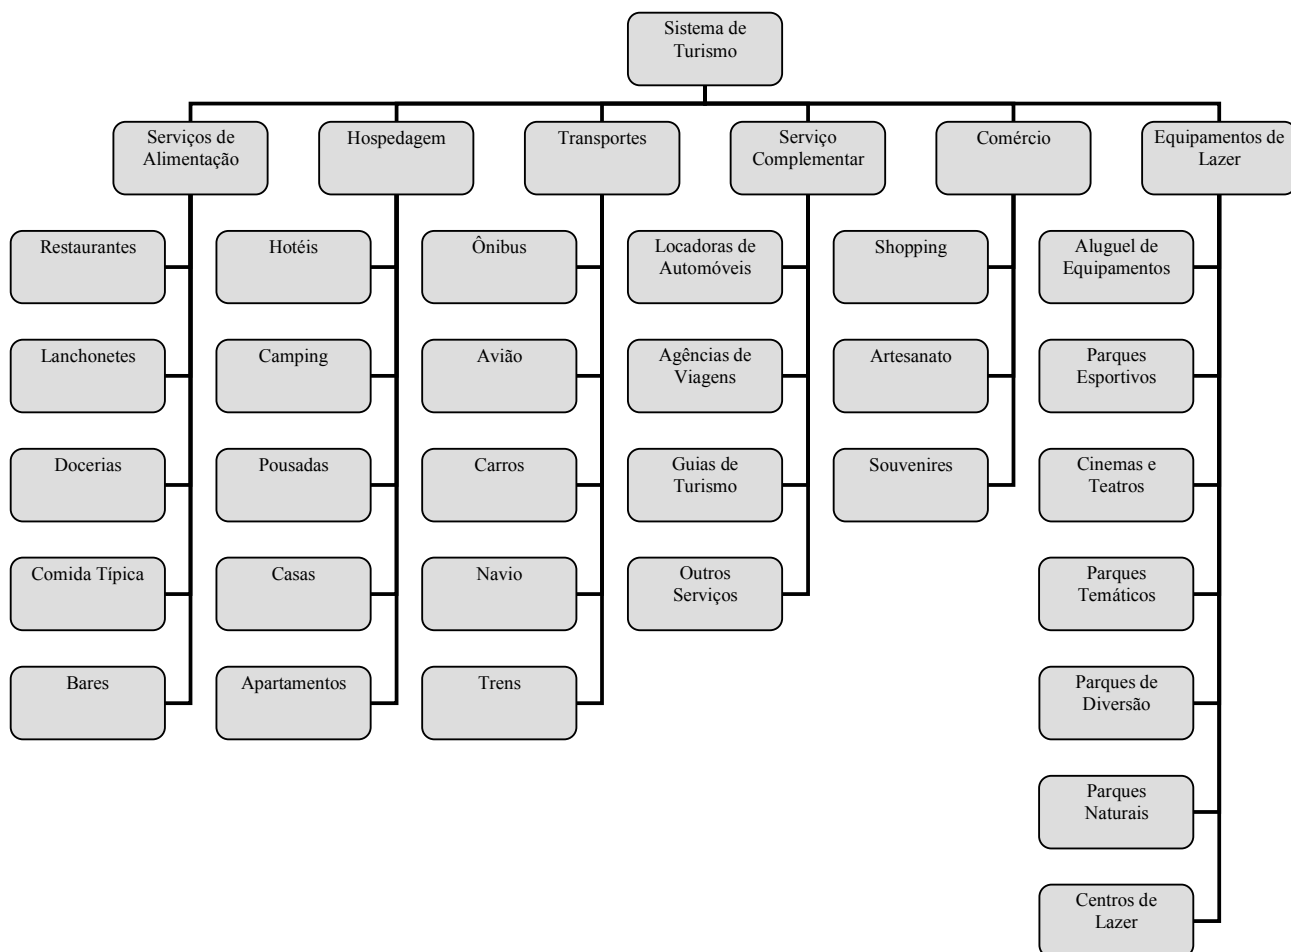 Sistema de
Turismo
Serviços de
Alimentação
Hospedagem
Transportes
Serviço
Complementar
Comércio
Equipamentos de
Lazer
Restaurantes
Hotéis
Ônibus
Locadoras de
Automóveis
Shopping
Aluguel de
Equipamentos
Lanchonetes
Camping
Avião
Agências de
Viagens
Artesanato
Parques
Esportivos
Docerias
Pousadas
Carros
Guias de
Turismo
Souvenires
Cinemas e
Teatros
Comida Típica
Casas
Navio
Outros
Serviços
Parques
Temáticos
Bares
Apartamentos
Trens
Parques de
Diversão
Parques
Naturais
Centros de
Lazer